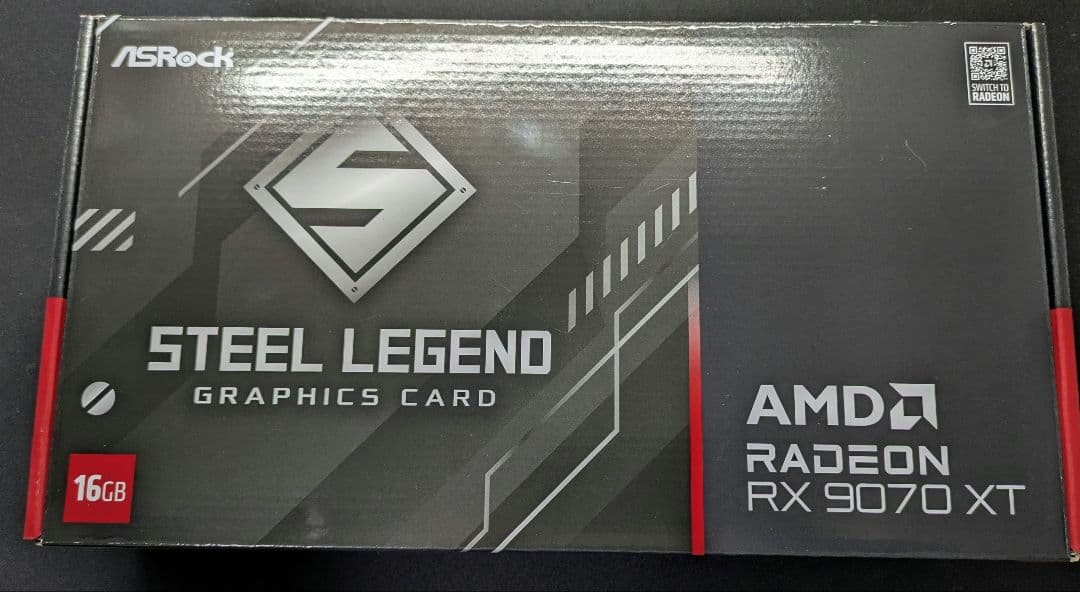 ASRock
SWITCH TO
RADEON
STEEL LEGEND
GRAPHICS CARD
16GB
AMD
RADEON
RX 9070 XT